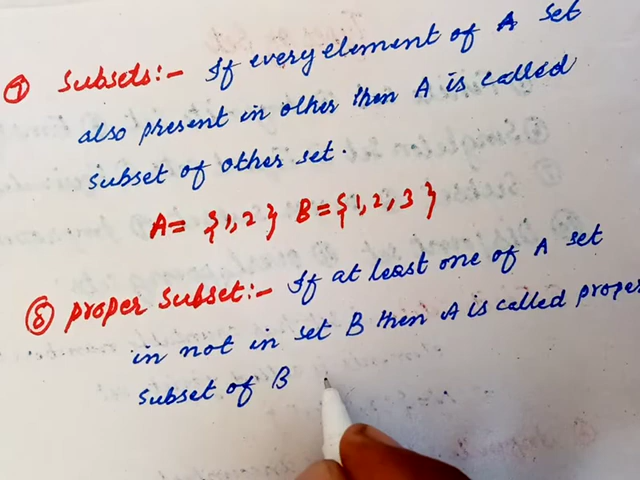 ⑦ Subsets:- If every element of A set
also present in other then A is called
subset of other set.
A= {1,2} B={1,2,3}
⑧ Proper Subset:- If at least one of A set
in not in set B then A is called proper
subset of B